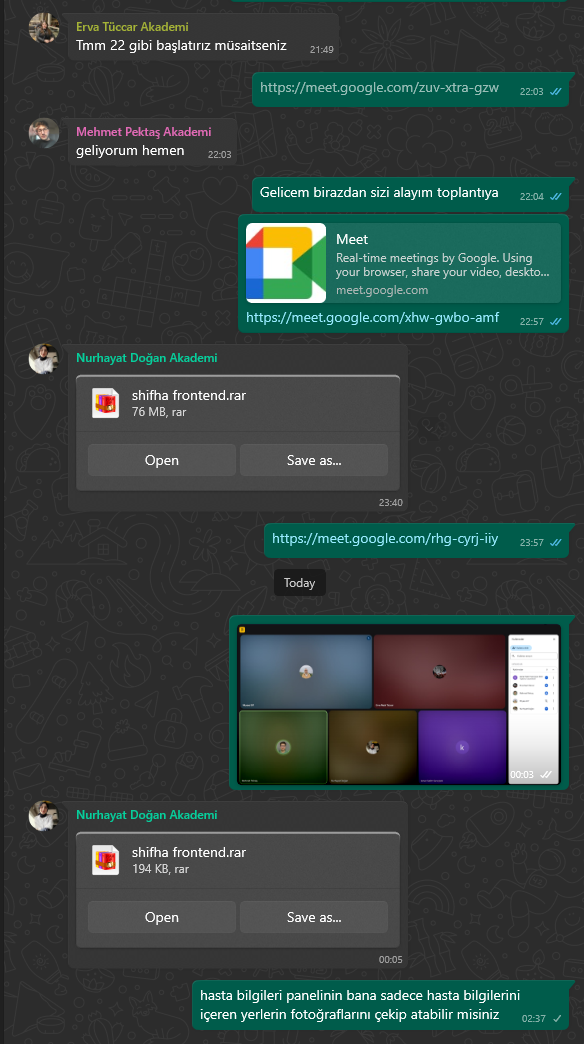 Erva Tüccar Akademi
Tmm 22 gibi başlatırız müsaitseniz
21:49
https://meet.google.com/zuv-xtra-gzw
22:03
Mehmet Pektaş Akademi
geliyorum hemen
22:03
Gelicem birazdan sizi alayım toplantıya
22:04
Meet
Real-time meetings by Google. Using
your browser, share your video, deskto...
meet.google.com
https://meet.google.com/xhw-gwbo-amf
22:57
Nurhayat Doğan Akademi
shifha frontend.rar
76 MB, rar
Open
Save as...
23:40
https://meet.google.com/rhg-cyrj-iiy
23:57
Today
00:03
Nurhayat Doğan Akademi
shifha frontend.rar
194 KB, rar
Open
Save as...
00:05
hasta bilgileri panelinin bana sadece hasta bilgilerini
içeren yerlerin fotoğraflarını çekip atabilir misiniz
02:37